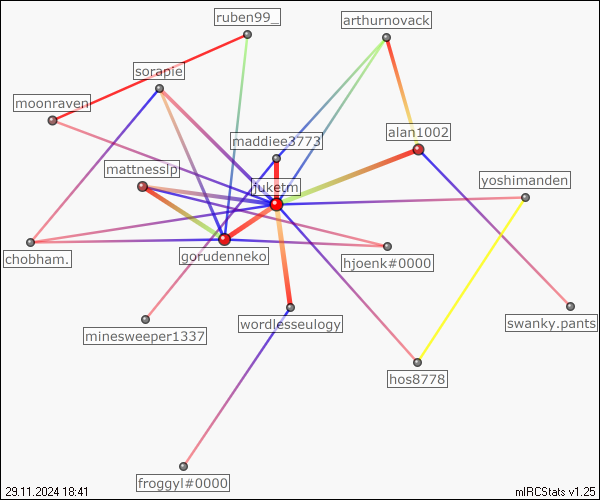 ruben99_
arthurnovack
sorapie
moonraven
alan1002
maddiee3773
mattnesslp
juketm
yoshimanden
gorudenneko
chobham.
hjoenk#0000
wordlesseulogy
swanky.pants
minesweeper1337
hos8778
froggyl#0000
29.11.2024 18:41
mIRCStats v1.25